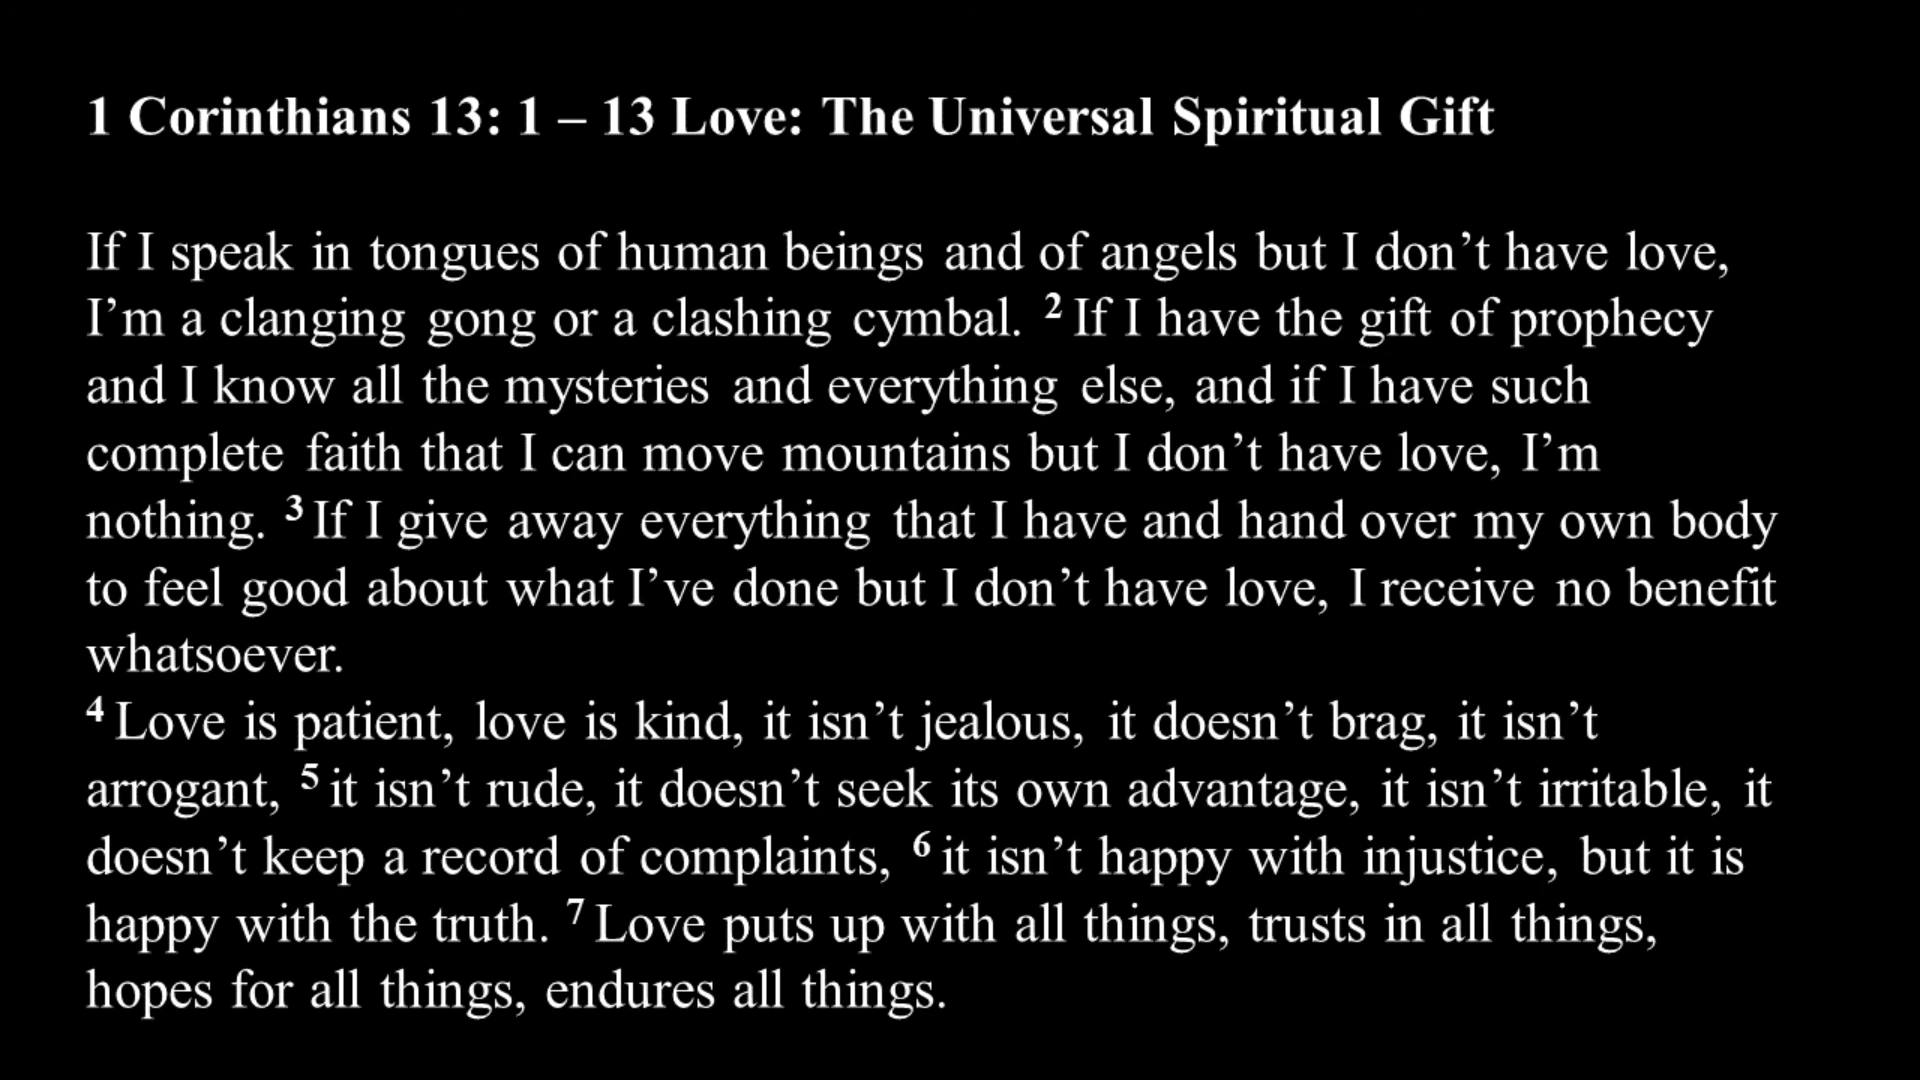 1 Corinthians 13: 1 – 13 Love: The Universal Spiritual Gift
If I speak in tongues of human beings and of angels but I don’t have love,
I’m a clanging gong or a clashing cymbal. ² If I have the gift of prophecy
and I know all the mysteries and everything else, and if I have such
complete faith that I can move mountains but I don’t have love, I’m
nothing. ³ If I give away everything that I have and hand over my own body
to feel good about what I’ve done but I don’t have love, I receive no benefit
whatsoever.
⁴ Love is patient, love is kind, it isn’t jealous, it doesn’t brag, it isn’t
arrogant, ⁵ it isn’t rude, it doesn’t seek its own advantage, it isn’t irritable, it
doesn’t keep a record of complaints, ⁶ it isn’t happy with injustice, but it is
happy with the truth. ⁷ Love puts up with all things, trusts in all things,
hopes for all things, endures all things.